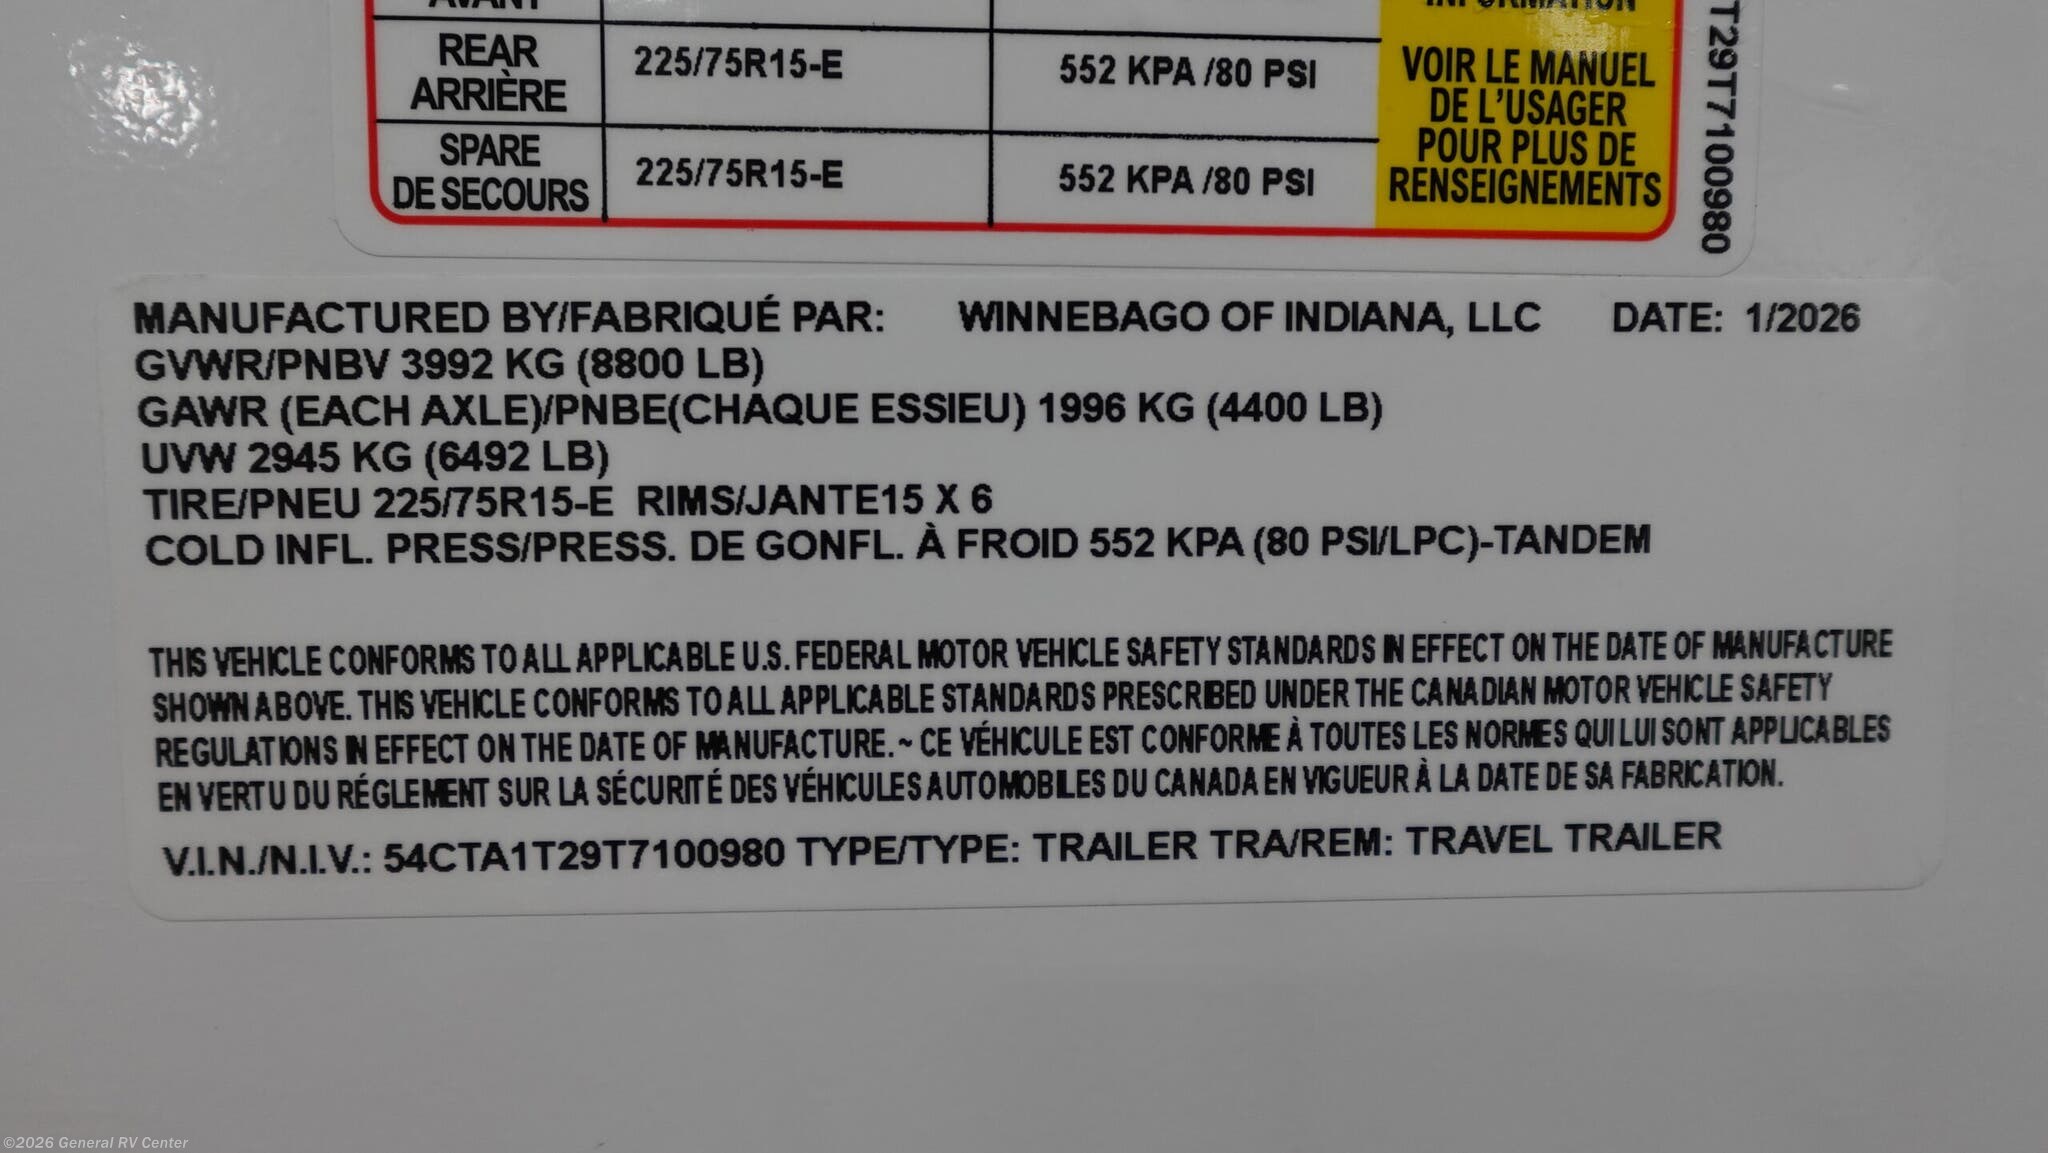 AVANT
INFORMATION
REAR
ARRIÈRE
225/75R15-E
552 KPA /80 PSI
SPARE
DE SECOURS
225/75R15-E
552 KPA /80 PSI
VOIR LE MANUEL
DE L'USAGER
POUR PLUS DE
RENSEIGNEMENTS
T29T7100980
MANUFACTURED BY/FABRIQUÉ PAR: WINNEBAGO OF INDIANA, LLC DATE: 1/2026
GVWR/PNBV 3992 KG (8800 LB)
GAWR (EACH AXLE)/PNBE(CHAQUE ESSIEU) 1996 KG (4400 LB)
UVW 2945 KG (6492 LB)
TIRE/PNEU 225/75R15-E RIMS/JANTE15 X 6
COLD INFL. PRESS/PRESS. DE GONFL. À FROID 552 KPA (80 PSI/LPC)-TANDEM
THIS VEHICLE CONFORMS TO ALL APPLICABLE U.S. FEDERAL MOTOR VEHICLE SAFETY STANDARDS IN EFFECT ON THE DATE OF MANUFACTURE
SHOWN ABOVE. THIS VEHICLE CONFORMS TO ALL APPLICABLE STANDARDS PRESCRIBED UNDER THE CANADIAN MOTOR VEHICLE SAFETY
REGULATIONS IN EFFECT ON THE DATE OF MANUFACTURE. ~ CE VÉHICULE EST CONFORME À TOUTES LES NORMES QUI LUI SONT APPLICABLES
EN VERTU DU RÉGLEMENT SUR LA SÉCURITÉ DES VÉHICULES AUTOMOBILES DU CANADA EN VIGUEUR À LA DATE DE SA FABRICATION.
V.I.N./N.I.V.: 54CTA1T29T7100980 TYPE/TYPE: TRAILER TRA/REM: TRAVEL TRAILER
©2026 General RV Center